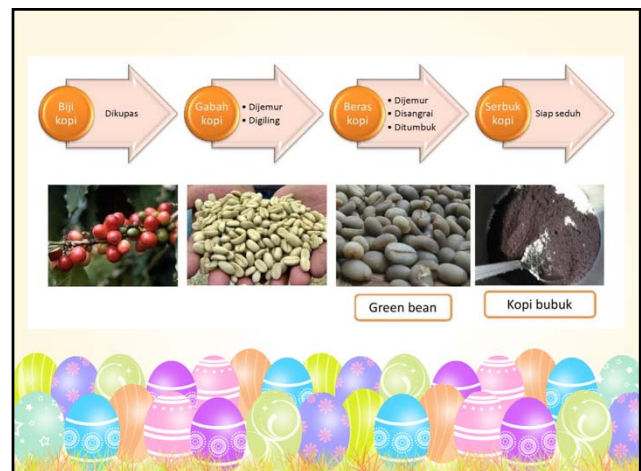 Biji
kopi
Dikupas
Gabah
kopi
• Dijemur
• Digiling
Beras
kopi
• Dijemur
• Disangrai
• Ditumbuk
Serbuk
kopi
Siap seduh
Green bean
Kopi bubuk